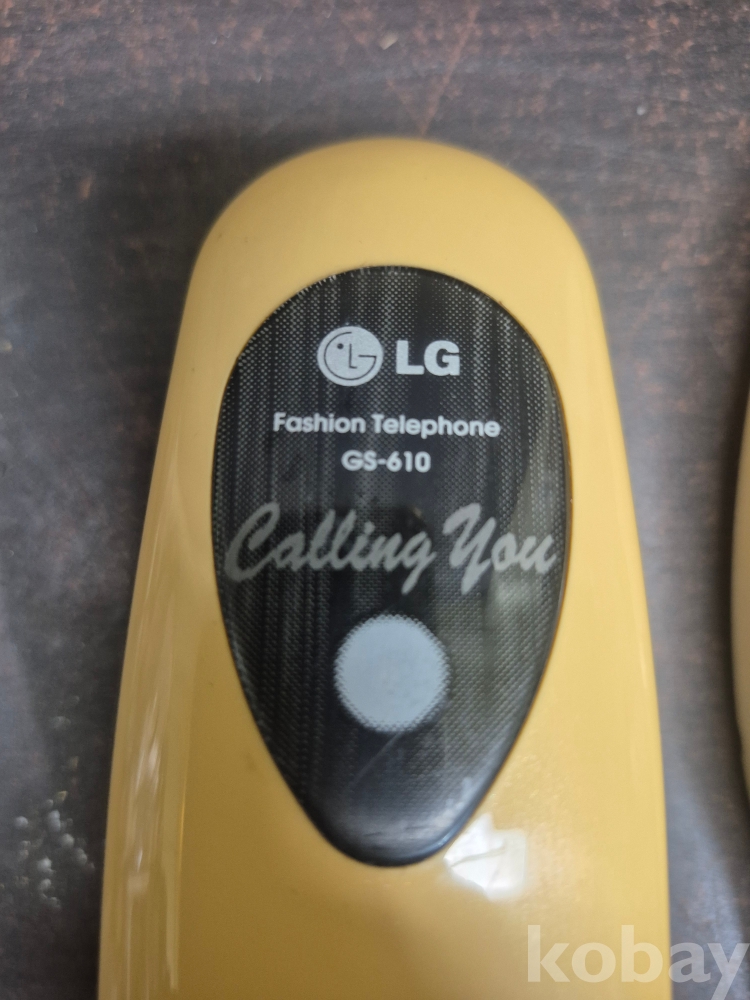 LG
Fashion Telephone
GS-610
Calling You
kobay